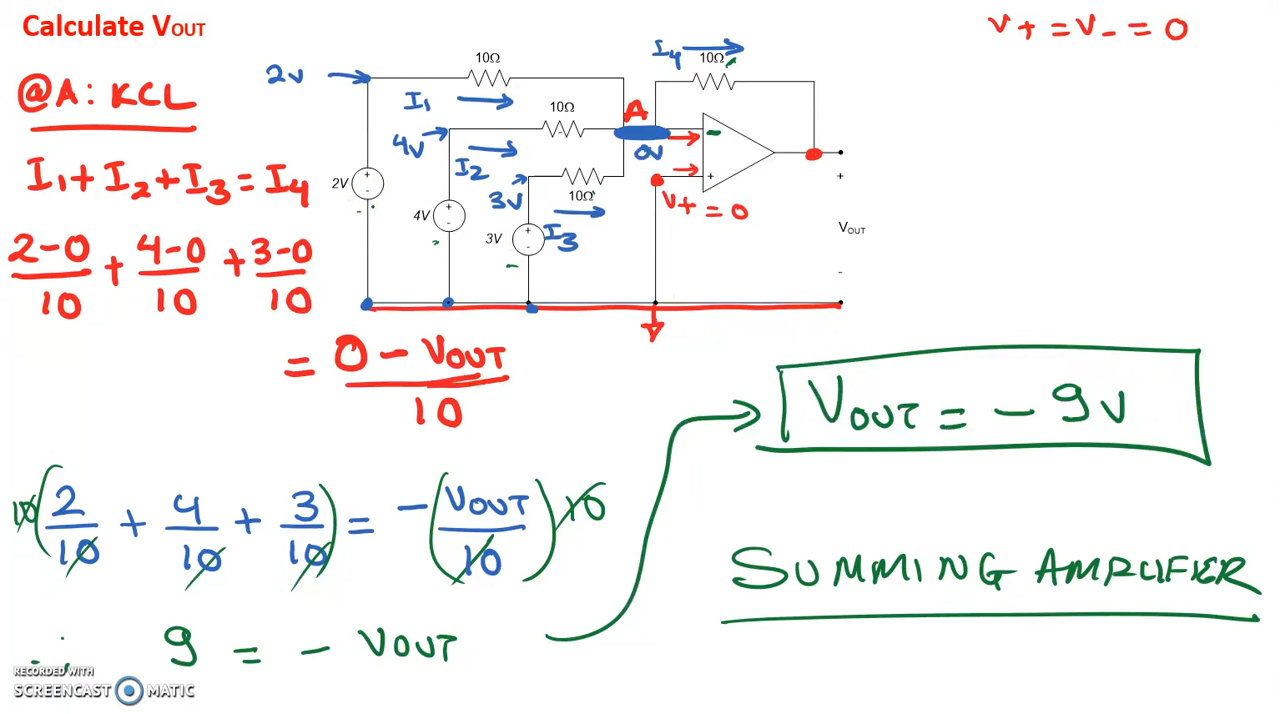 Calculate VOUT
V+ = V- = 0
@A: KCL
I1 + I2 + I3 = I4
2-0/10 + 4-0/10 + 3-0/10
= 0 - VOUT/10
2V
I1
10Ω
I4
10Ω
10Ω
A
4V
I2
0V
-
3V
10Ω
+
V+ = 0
I3
2V
+
-
4V
+
-
3V
+
-
+
VOUT
-
10(2/10 + 4/10 + 3/10) = -(VOUT/10)10
∴ 9 = - VOUT
VOUT = - 9V
SUMMING AMPLIFIER
RECORDED WITH
SCREENCAST MATIC